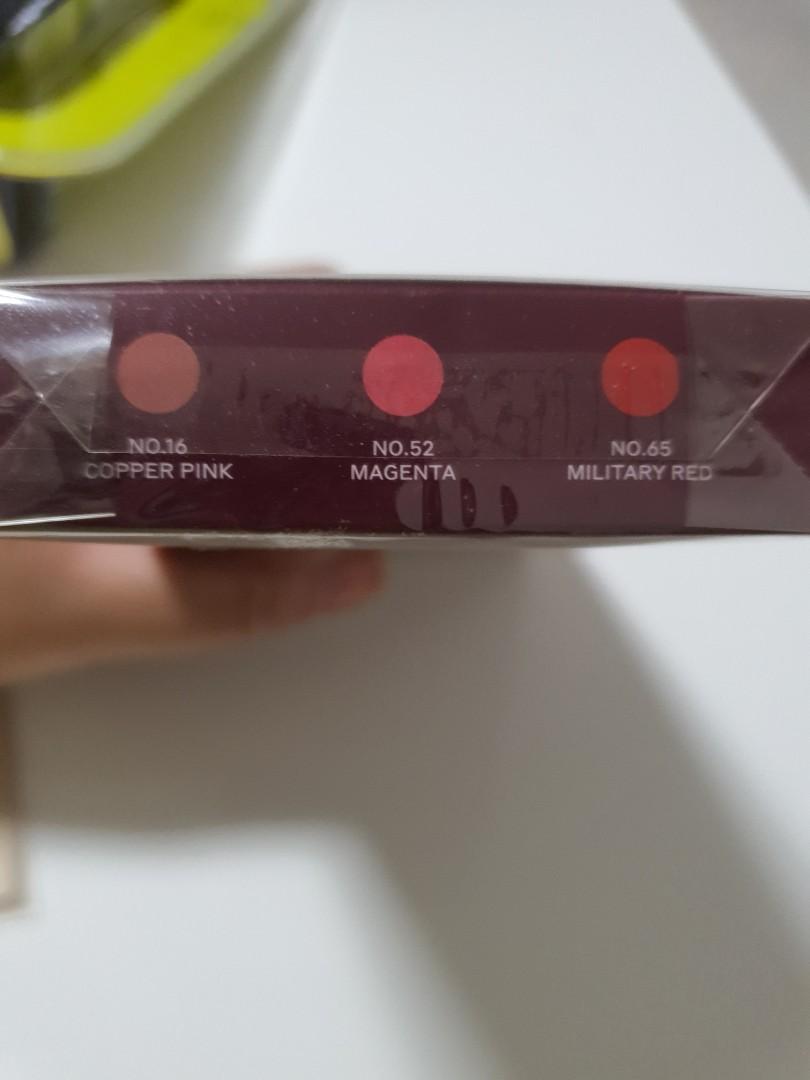 NO.16
COPPER PINK
NO.52
MAGENTA
NO.65
MILITARY RED